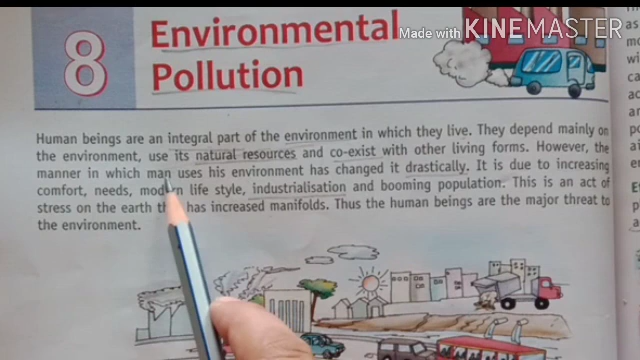 Made with KINEMASTER
8
Environmental
Pollution
Human beings are an integral part of the environment in which they live. They depend mainly on
the environment, use its natural resources and co-exist with other living forms. However, the
manner in which man uses his environment has changed it drastically. It is due to increasing
comfort, needs, modern life style, industrialisation and booming population. This is an act of
stress on the earth has increased manifolds. Thus the human beings are the major threat to
the environment.